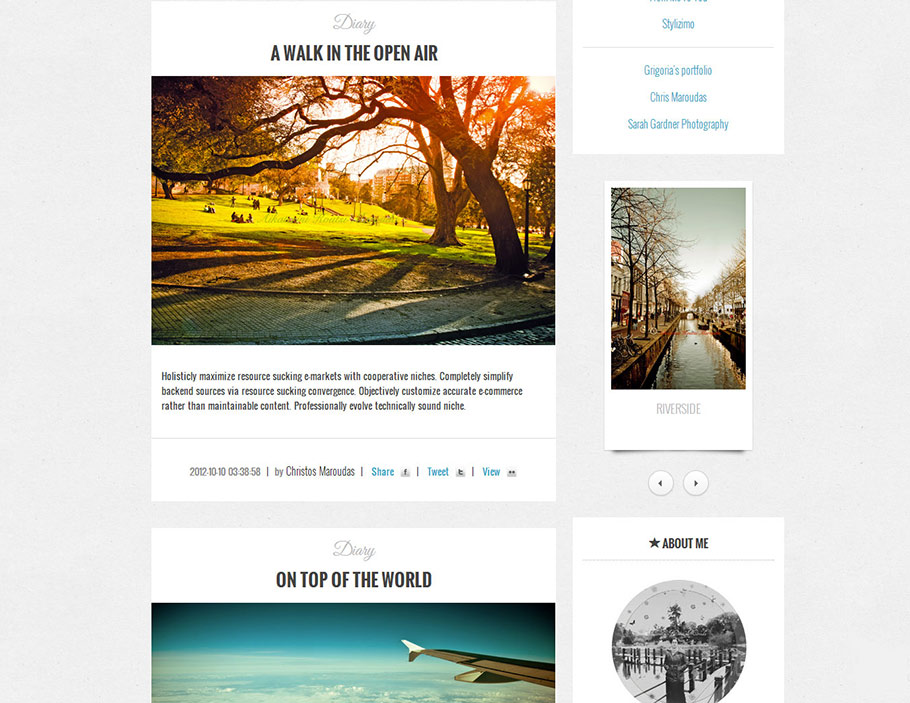 Diary
A WALK IN THE OPEN AIR
Holisticly maximize resource sucking e-markets with cooperative niches. Completely simplify
backend sources via resource sucking convergence. Objectively customize accurate e-commerce
rather than maintainable content. Professionally evolve technically sound niche.
2012-10-10 03:38:58 | by Christos Maroudas | Share | Tweet | View
Diary
ON TOP OF THE WORLD
Stylizimo
Grigoria's portfolio
Chris Maroudas
Sarah Gardner Photography
RIVERSIDE
★ ABOUT ME